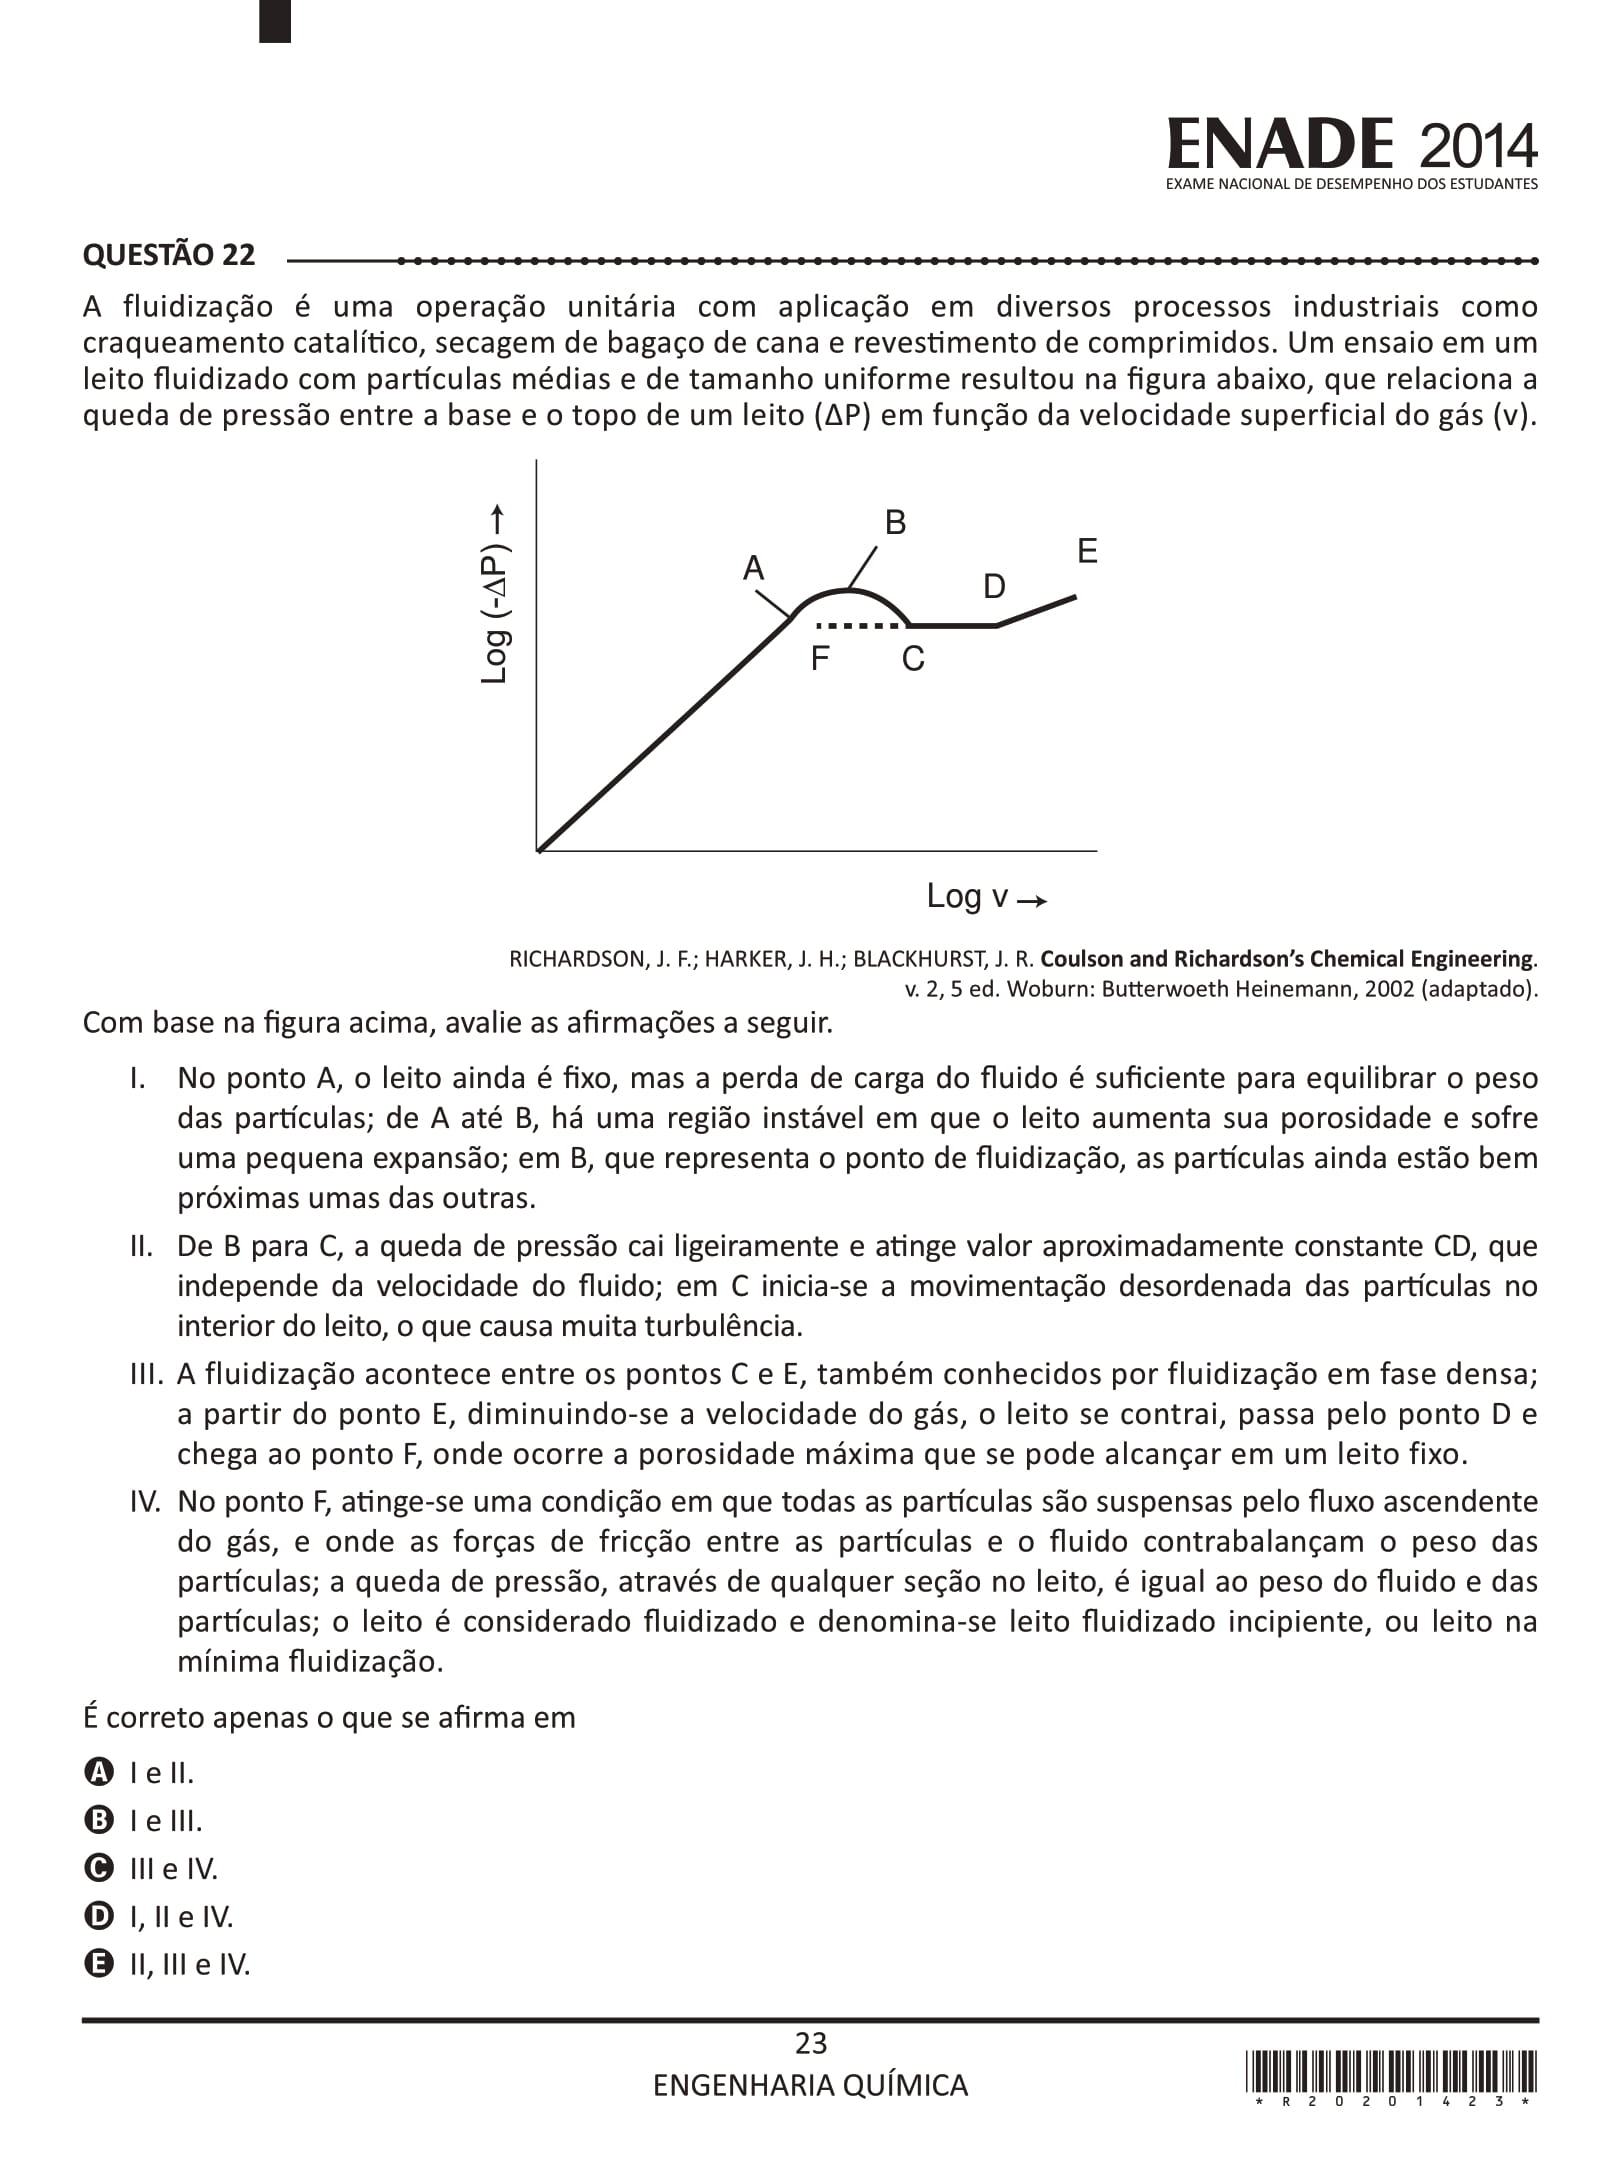 ENADE 2014
EXAME NACIONAL DE DESEMPENHO DOS ESTUDANTES
QUESTÃO 22
A fluidização é uma operação unitária com aplicação em diversos processos industriais como
craqueamento catalítico, secagem de bagaço de cana e revestimento de comprimidos. Um ensaio em um
leito fluidizado com partículas médias e de tamanho uniforme resultou na figura abaixo, que relaciona a
queda de pressão entre a base e o topo de um leito (ΔP) em função da velocidade superficial do gás (v).
Log (-ΔP) →
A
B
E
D
F
C
Log v →
RICHARDSON, J. F.; HARKER, J. H.; BLACKHURST, J. R. Coulson and Richardson’s Chemical Engineering.
v. 2, 5 ed. Woburn: Butterwoeth Heinemann, 2002 (adaptado).
Com base na figura acima, avalie as afirmações a seguir.
I. No ponto A, o leito ainda é fixo, mas a perda de carga do fluido é suficiente para equilibrar o peso
das partículas; de A até B, há uma região instável em que o leito aumenta sua porosidade e sofre
uma pequena expansão; em B, que representa o ponto de fluidização, as partículas ainda estão bem
próximas umas das outras.
II. De B para C, a queda de pressão cai ligeiramente e atinge valor aproximadamente constante CD, que
independe da velocidade do fluido; em C inicia-se a movimentação desordenada das partículas no
interior do leito, o que causa muita turbulência.
III. A fluidização acontece entre os pontos C e E, também conhecidos por fluidização em fase densa;
a partir do ponto E, diminuindo-se a velocidade do gás, o leito se contrai, passa pelo ponto D e
chega ao ponto F, onde ocorre a porosidade máxima que se pode alcançar em um leito fixo.
IV. No ponto F, atinge-se uma condição em que todas as partículas são suspensas pelo fluxo ascendente
do gás, e onde as forças de fricção entre as partículas e o fluido contrabalançam o peso das
partículas; a queda de pressão, através de qualquer seção no leito, é igual ao peso do fluido e das
partículas; o leito é considerado fluidizado e denomina-se leito fluidizado incipiente, ou leito na
mínima fluidização.
É correto apenas o que se afirma em
A I e II.
B I e III.
C III e IV.
D I, II e IV.
E II, III e IV.
23
ENGENHARIA QUÍMICA
* R 2 0 2 0 1 4 2 3 *